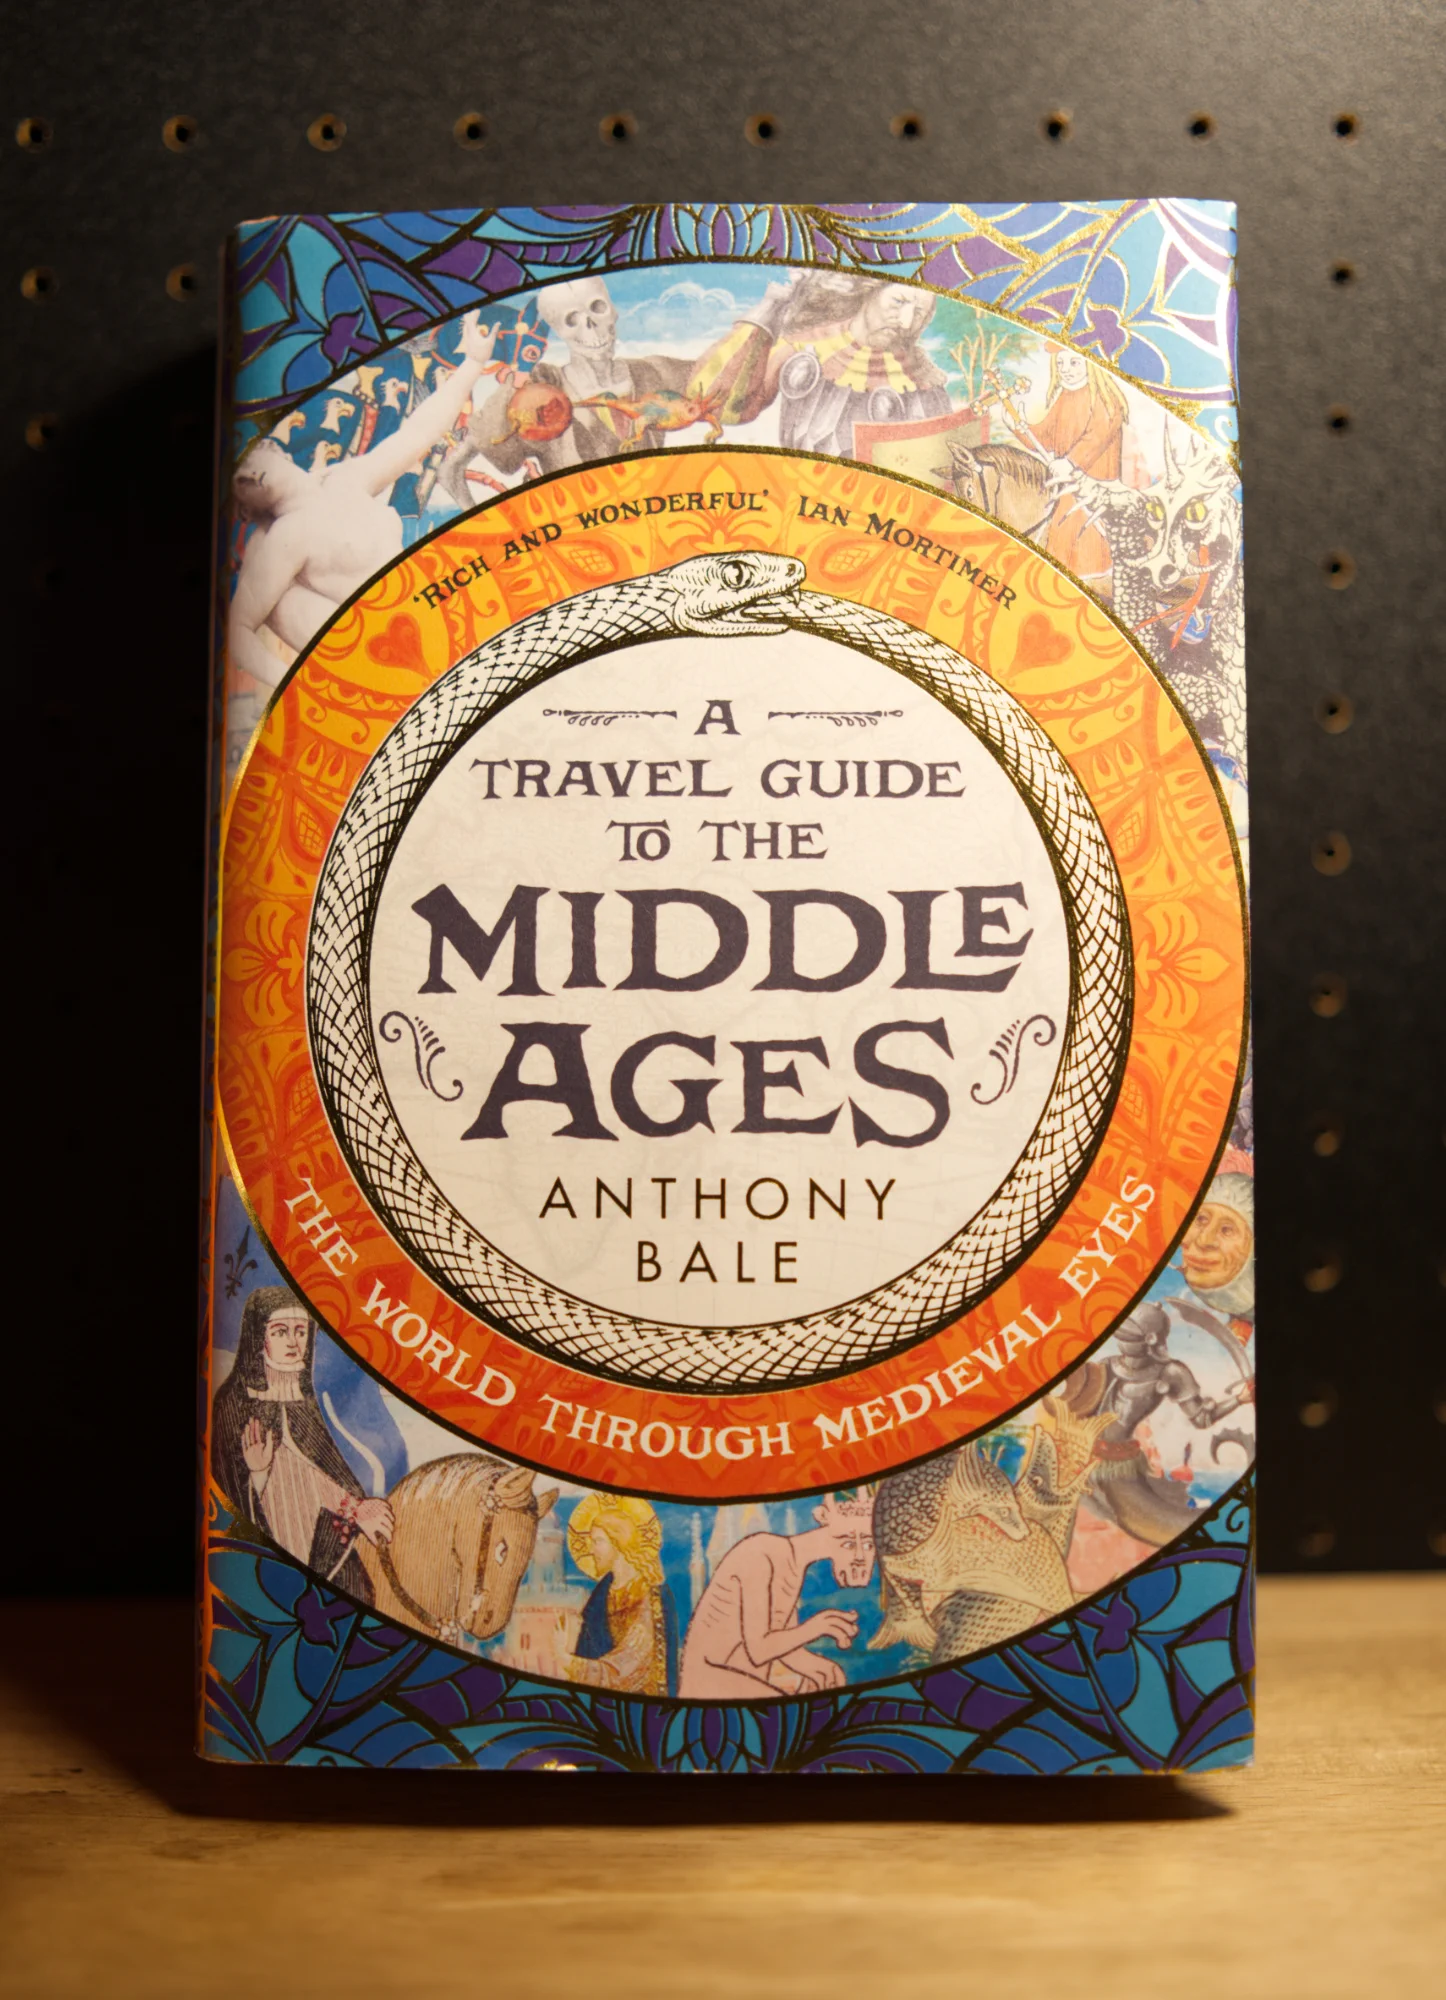 'RICH AND WONDERFUL' IAN MORTIMER
A
TRAVEL GUIDE
TO THE
MIDDLE
AGES
ANTHONY
BALE
THE WORLD THROUGH MEDIEVAL EYES